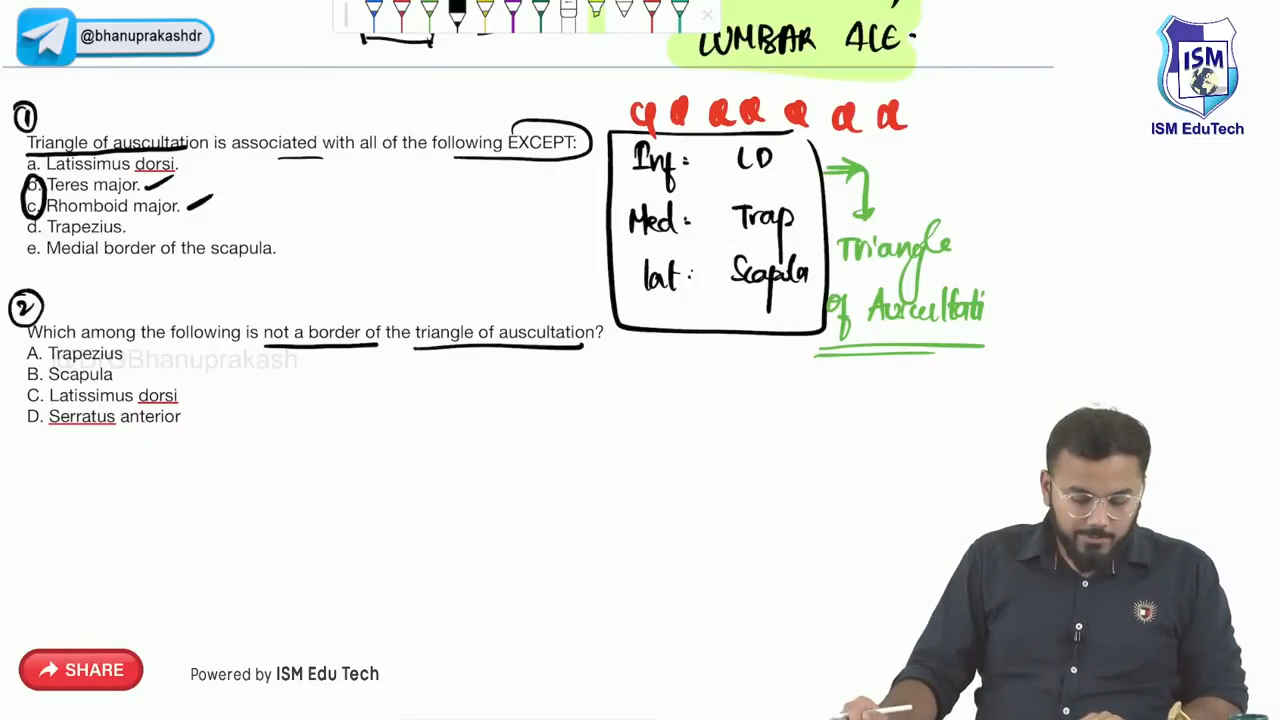 @bhanuprakashdr
LUMBAR
ISM
ISM EduTech
1
Triangle of auscultation is associated with all of the following EXCEPT:
a. Latissimus dorsi.
b. Teres major.
c. Rhomboid major.
d. Trapezius.
e. Medial border of the scapula.
Inf: LD
Med: Trap
lat: Scapula
Triangle
of Auscultati
2
Which among the following is not a border of the triangle of auscultation?
A. Trapezius
B. Scapula
C. Latissimus dorsi
D. Serratus anterior
Bhanuprakash
SHARE
Powered by ISM Edu Tech